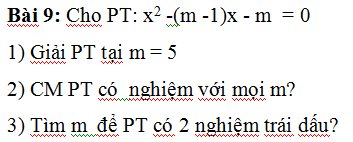 Bài 9: Cho PT: x² -(m -1)x - m = 0
1) Giải PT tại m = 5
2) CM PT có nghiệm với mọi m?
3) Tìm m để PT có 2 nghiệm trái dấu?